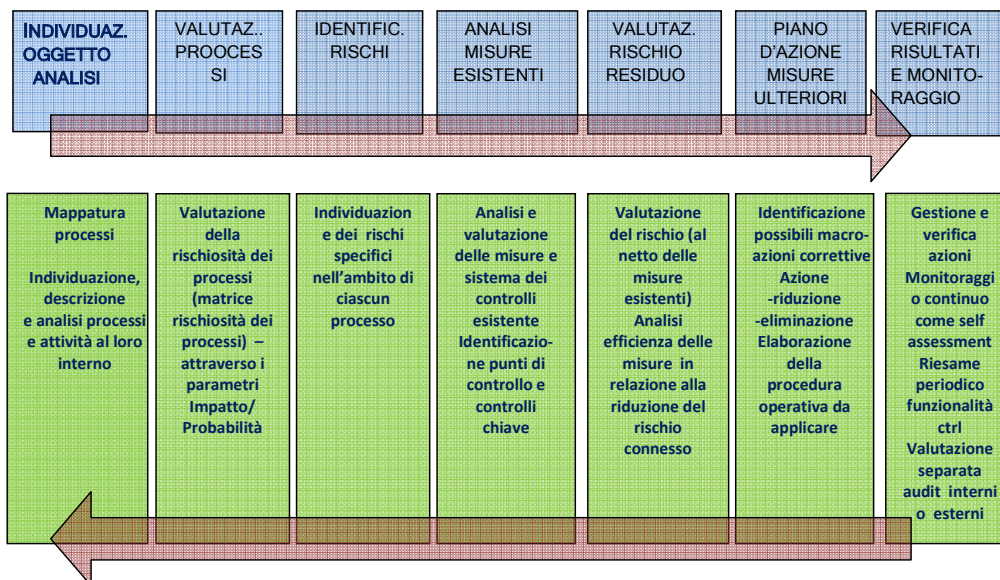 INDIVIDUAZ.
OGGETTO
ANALISI
VALUTAZ..
PROOCES
SI
IDENTIFIC.
RISCHI
ANALISI
MISURE
ESISTENTI
VALUTAZ.
RISCHIO
RESIDUO
PIANO
D'AZIONE
MISURE
ULTERIORI
VERIFICA
RISULTATI
E MONITO-
RAGGIO
Mappatura
processi
Individuazione,
descrizione
e analisi processi
e attività al loro
interno
Valutazione
della
rischiosità dei
processi
(matrice
rischiosità dei
processi) –
attraverso i
parametri
Impatto/
Probabilità
Individuazion
e dei rischi
specifici
nell'ambito di
ciascun
processo
Analisi e
valutazione
delle misure e
sistema dei
controlli
esistente
Identificazio-
ne punti di
controllo e
controlli
chiave
Valutazione
del rischio (al
netto delle
misure
esistenti)
Analisi
efficienza delle
misure in
relazione alla
riduzione del
rischio
connesso
Identificazione
possibili macro-
azioni correttive
Azione
-riduzione
-eliminazione
Elaborazione
della
procedura
operativa da
applicare
Gestione e
verifica
azioni
Monitoraggi
o continuo
come self
assessment
Riesame
periodico
funzionalità
ctrl
Valutazione
separata
audit interni
o esterni